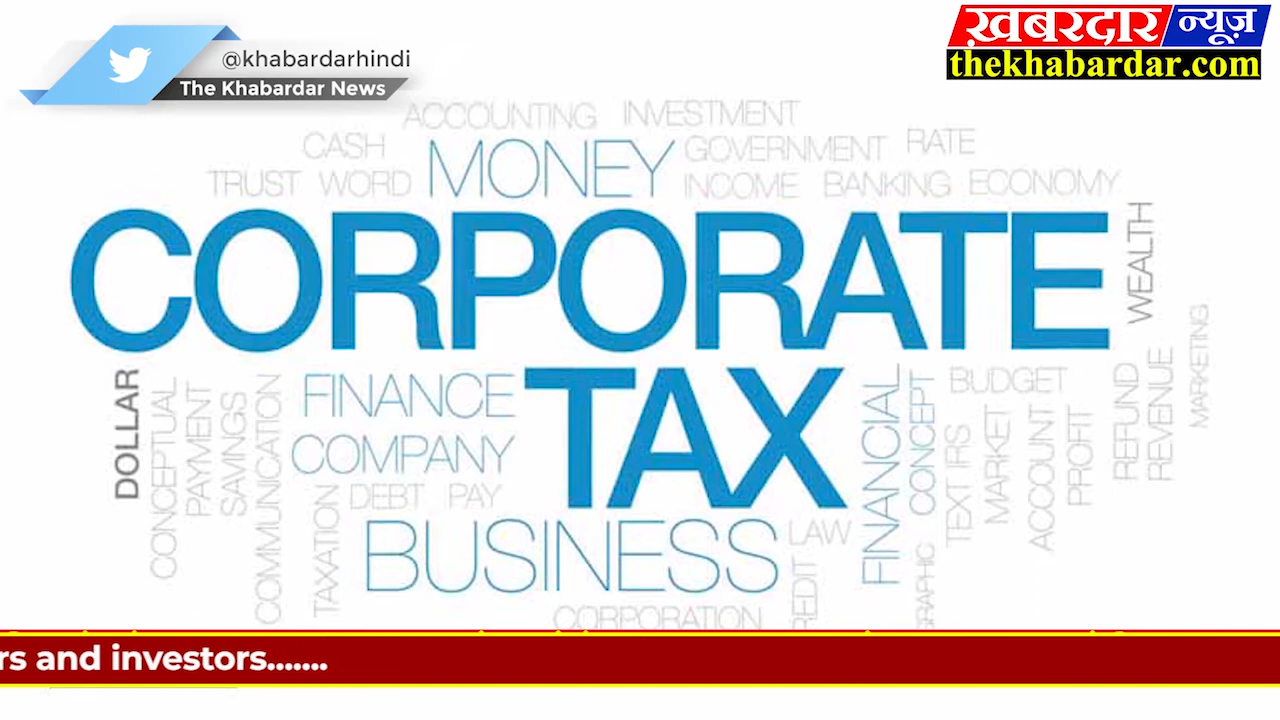 @khabardarhindi
The Khabardar News
ख़बरदार न्यूज़
thekhabardar.com
ACCOUNTING INVESTMENT
CASH MONEY GOVERNMENT RATE
TRUST WORD INCOME BANKING ECONOMY
CORPORATE
WEALTH
MARKETING
TAX
DOLLAR
CONCEPTUAL
PAYMENT
SAVINGS
COMMUNICATION
TAXATION
FINANCE
COMPANY
DEBT PAY
BUSINESS
LAW
CORPORATION
FINANCIAL
CONCEPT
BUDGET
TEXT IRS
MARKET
ACCOUNT
PROFIT
REFUND
REVENUE
rs and investors.......